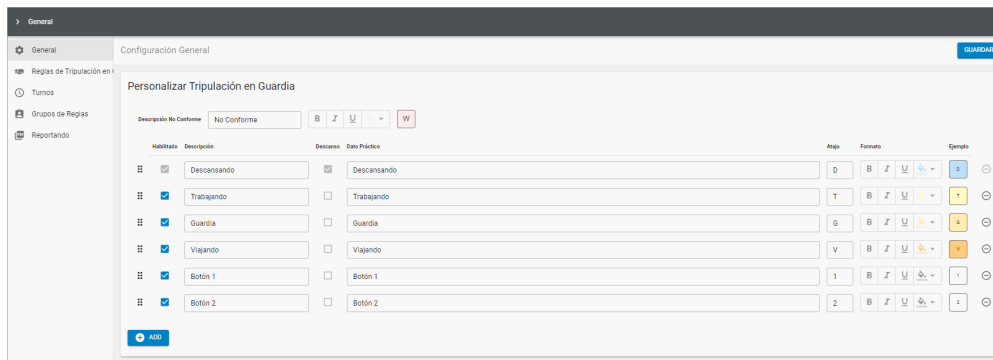 General
General
Reglas de Tripulación en
Turnos
Grupos de Reglas
Reportando
Configuración General
GUARDAR
Personalizar Tripulación en Guardia
Descripción No Conforme No Conforme B I U W
Habilitado Descripción Descanso Dato Práctico Atajo Formato Ejemplo
Descansando Descansando D B I U D
Trabajando Trabajando T B I U T
Guardia Guardia G B I U G
Viajando Viajando V B I U V
Botón 1 Botón 1 1 B I U 1
Botón 2 Botón 2 2 B I U 2
ADD